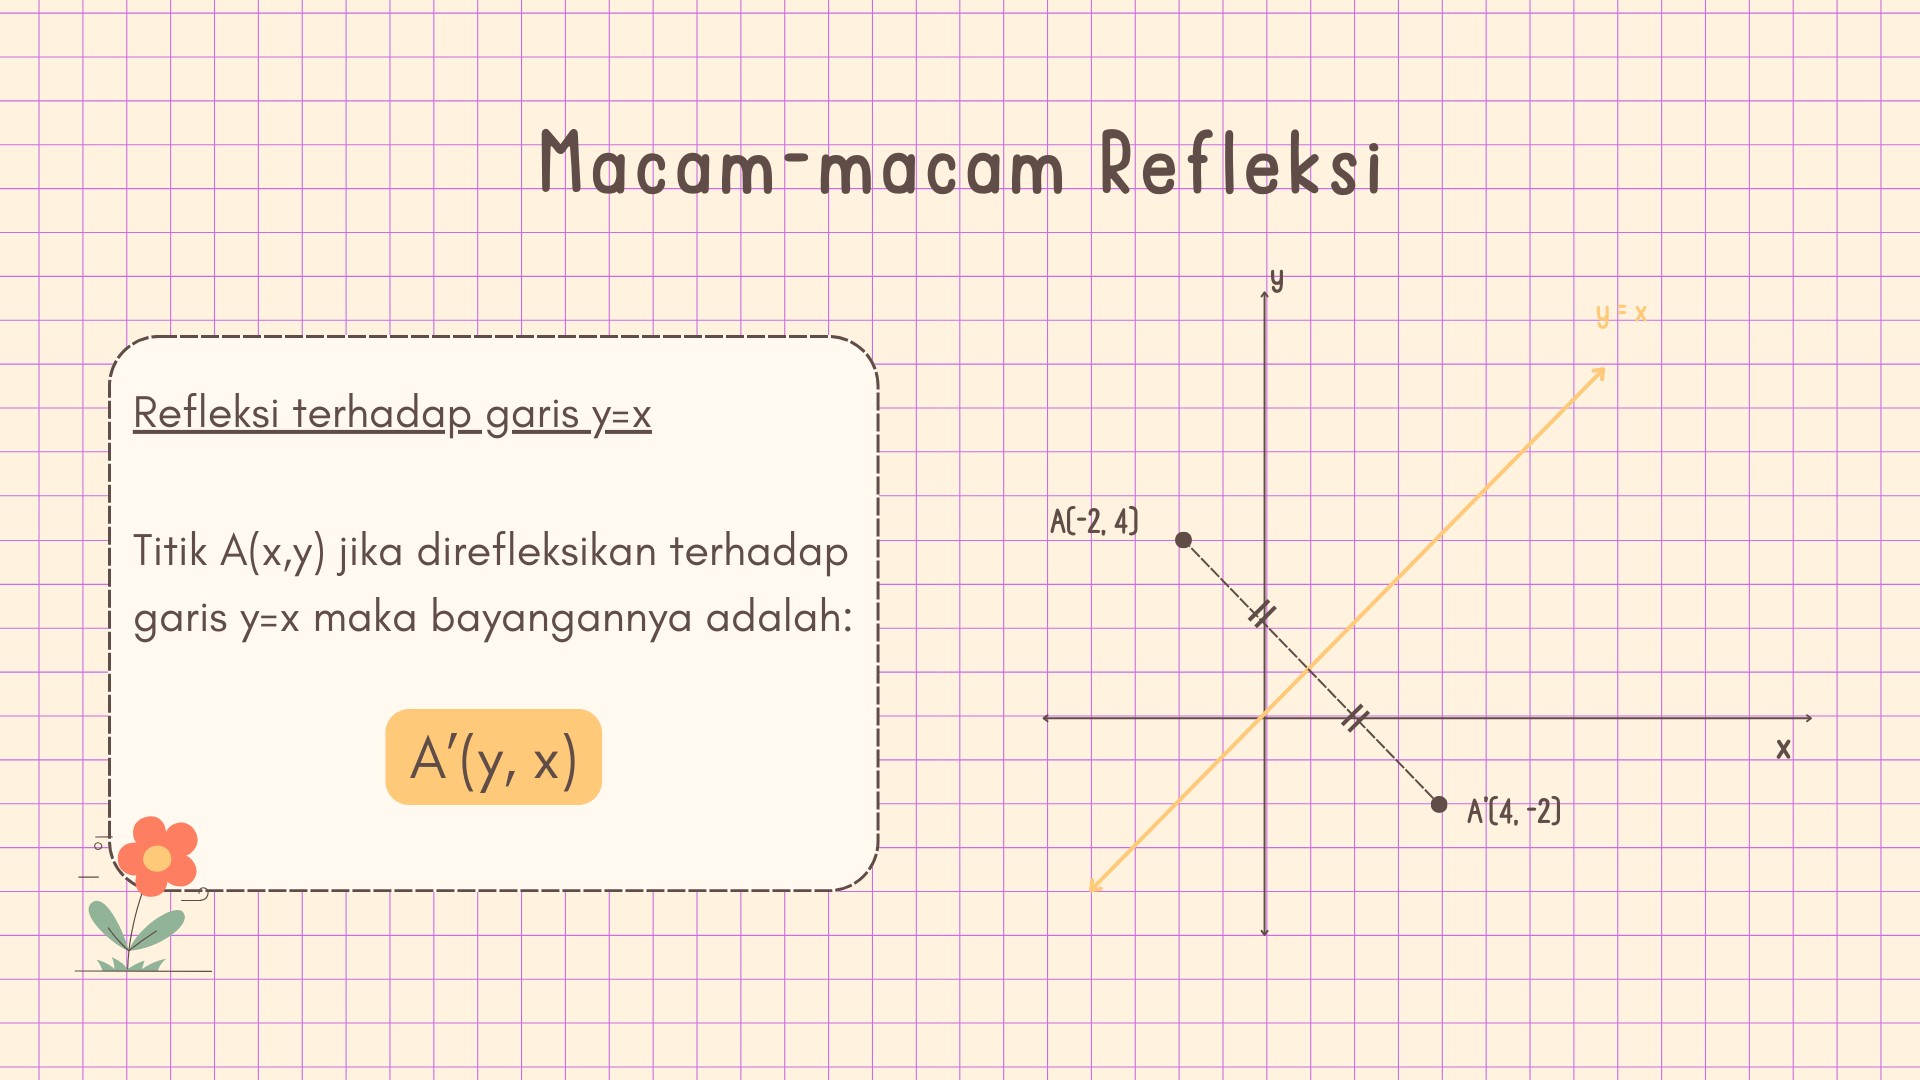 Macam-macam Refleksi
Refleksi terhadap garis y=x
Titik A(x,y) jika direfleksikan terhadap
garis y=x maka bayangannya adalah:
A′(y, x)
y
y = x
A(-2, 4)
x
A'(4, -2)